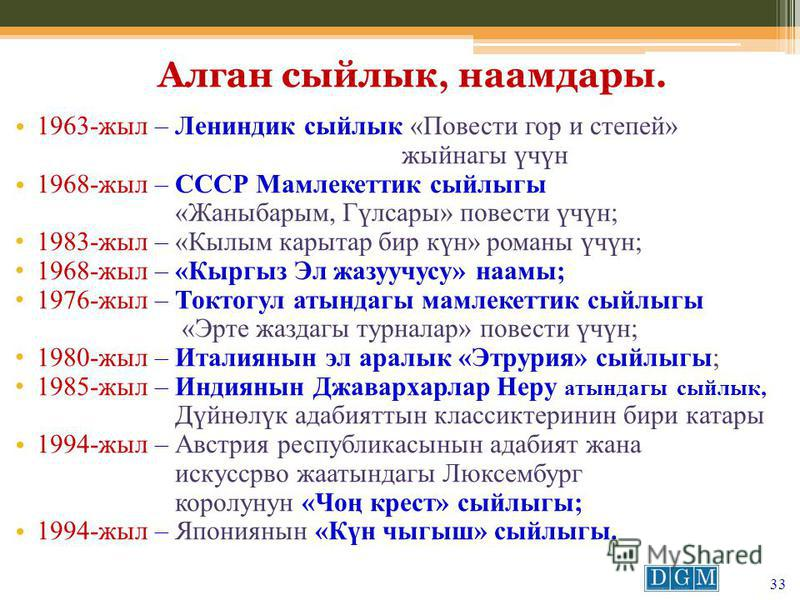 Алган сыйлык, наамдары.
• 1963-жыл – Лениндик сыйлык «Повести гор и степей»
жыйнагы үчүн
• 1968-жыл – СССР Мамлекеттик сыйлыгы
«Жаныбарым, Гүлсары» повести үчүн;
• 1983-жыл – «Кылым карытар бир күн» романы үчүн;
• 1968-жыл – «Кыргыз Эл жазуучусу» наамы;
• 1976-жыл – Токтогул атындагы мамлекеттик сыйлыгы
«Эрте жаздагы турналар» повести үчүн;
• 1980-жыл – Италиянын эл аралык «Этрурия» сыйлыгы;
• 1985-жыл – Индиянын Джавархарлар Неру атындагы сыйлык,
Дүйнөлүк адабияттын классиктеринин бири катары
• 1994-жыл – Австрия республикасынын адабият жана
искуссрво жаатындагы Люксембург
королунун «Чоң крест» сыйлыгы;
• 1994-жыл – Япониянын «Күн чыгыш» сыйлыгы.
MyShared
DGM
33